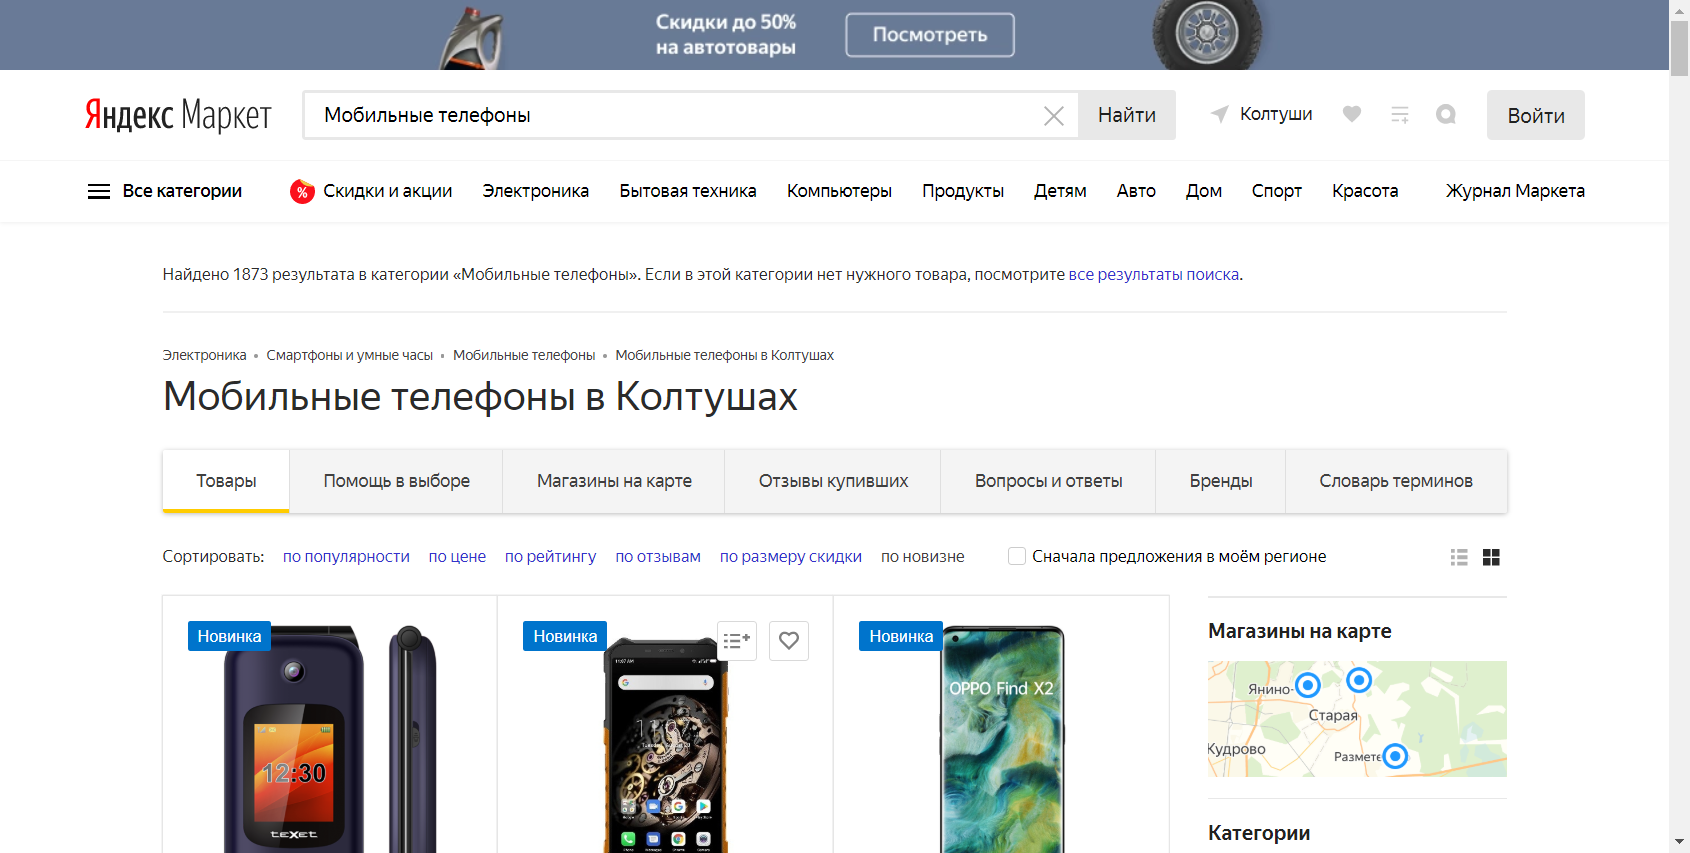 Скидки до 50%
на автотовары
Посмотреть
Яндекс Маркет
Мобильные телефоны
Найти
Колтуши
Войти
Все категории
% Скидки и акции
Электроника
Бытовая техника
Компьютеры
Продукты
Детям
Авто
Дом
Спорт
Красота
Журнал Маркета
Найдено 1873 результата в категории «Мобильные телефоны». Если в этой категории нет нужного товара, посмотрите все результаты поиска.
Электроника • Смартфоны и умные часы • Мобильные телефоны • Мобильные телефоны в Колтушах
Мобильные телефоны в Колтушах
Товары
Помощь в выборе
Магазины на карте
Отзывы купивших
Вопросы и ответы
Бренды
Словарь терминов
Сортировать: по популярности по цене по рейтингу по отзывам по размеру скидки по новизне
Сначала предложения в моём регионе
Новинка
12:30
teXet
Новинка
Новинка
OPPO Find X2
Магазины на карте
Янино-
Старая
Кудрово
Размете
Категории